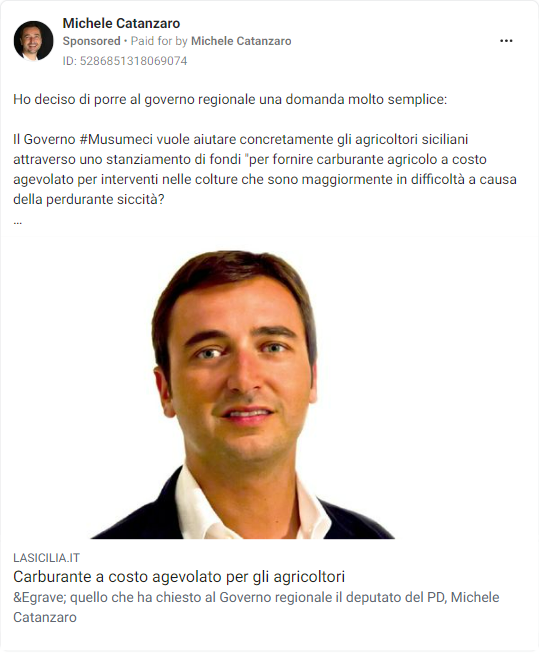 Michele Catanzaro
Sponsored • Paid for by Michele Catanzaro
ID: 5286851318069074
Ho deciso di porre al governo regionale una domanda molto semplice:
Il Governo #Musumeci vuole aiutare concretamente gli agricoltori siciliani
attraverso uno stanziamento di fondi "per fornire carburante agricolo a costo
agevolato per interventi nelle colture che sono maggiormente in difficoltà a causa
della perdurante siccità?
...
LASICILIA.IT
Carburante a costo agevolato per gli agricoltori
&Egrave; quello che ha chiesto al Governo regionale il deputato del PD, Michele
Catanzaro